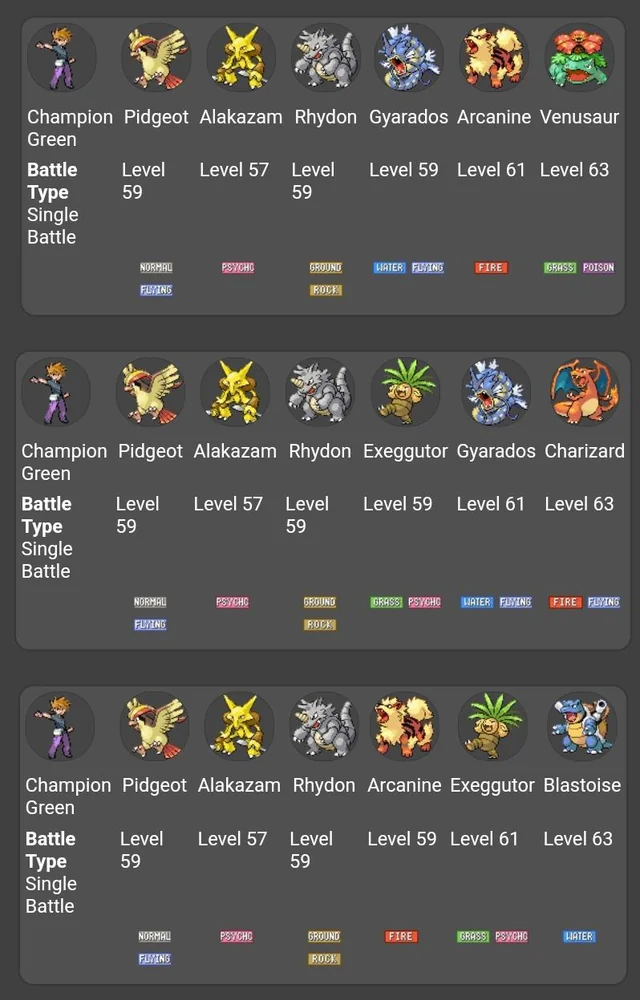 Champion Green Pidgeot Alakazam Rhydon Gyarados Arcanine Venusaur
Battle Type Single Battle Level 59 Level 57 Level 59 Level 59 Level 61 Level 63
NORMAL PSYCHC GROUND WATER FLYING FIRE GRASS POISON
FLYING ROCK
Champion Green Pidgeot Alakazam Rhydon Exeggutor Gyarados Charizard
Battle Type Single Battle Level 59 Level 57 Level 59 Level 59 Level 61 Level 63
NORMAL PSYCHC GROUND GRASS PSYCHC WATER FLYING FIRE FLYING
FLYING ROCK
Champion Green Pidgeot Alakazam Rhydon Arcanine Exeggutor Blastoise
Battle Type Single Battle Level 59 Level 57 Level 59 Level 59 Level 61 Level 63
NORMAL PSYCHC GROUND FIRE GRASS PSYCHC WATER
FLYING ROCK